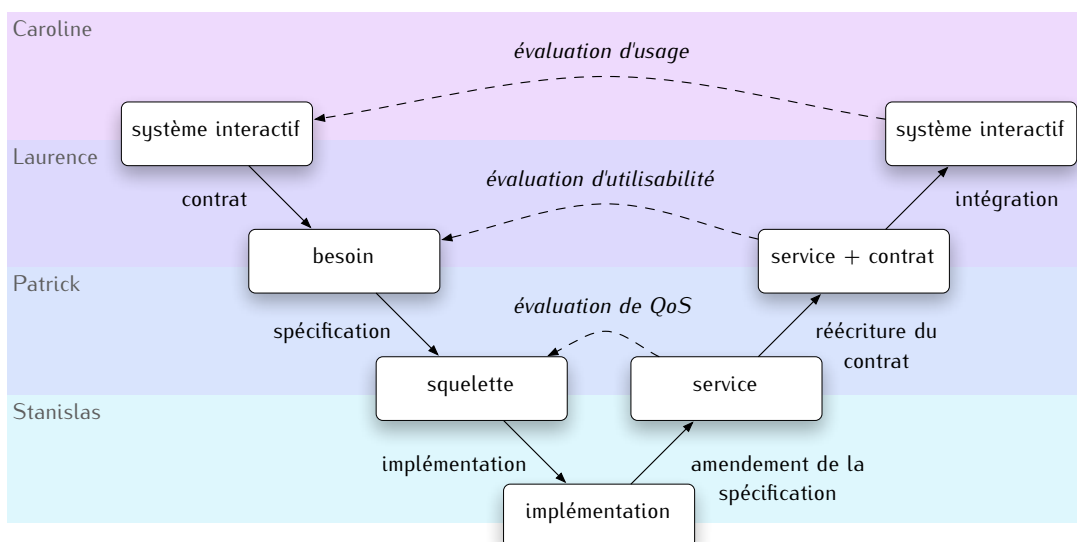 Caroline
évaluation d'usage
système interactif
système interactif
Laurence
contrat
évaluation d'utilisabilité
intégration
besoin
service + contrat
Patrick
spécification
évaluation de QoS
réécriture du
contrat
squelette
service
Stanislas
implémentation
amendement de la
spécification
implémentation